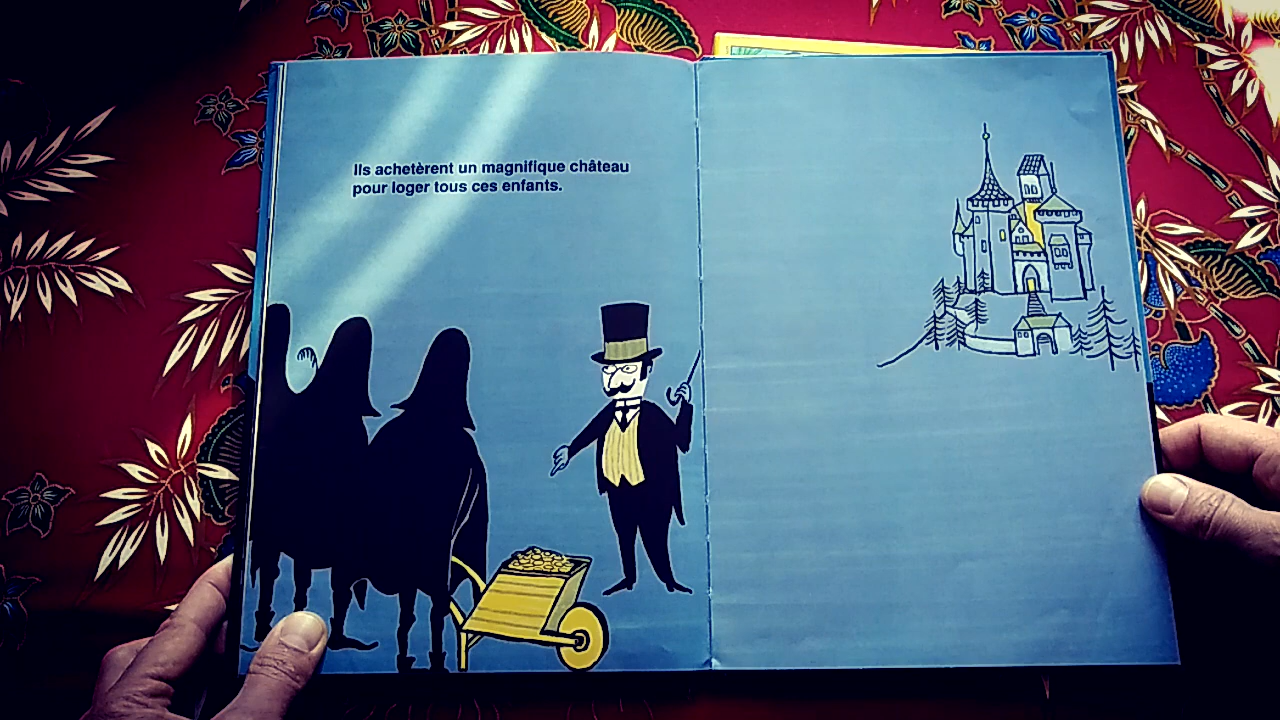 Ils achetèrent un magnifique château
pour loger tous ces enfants.